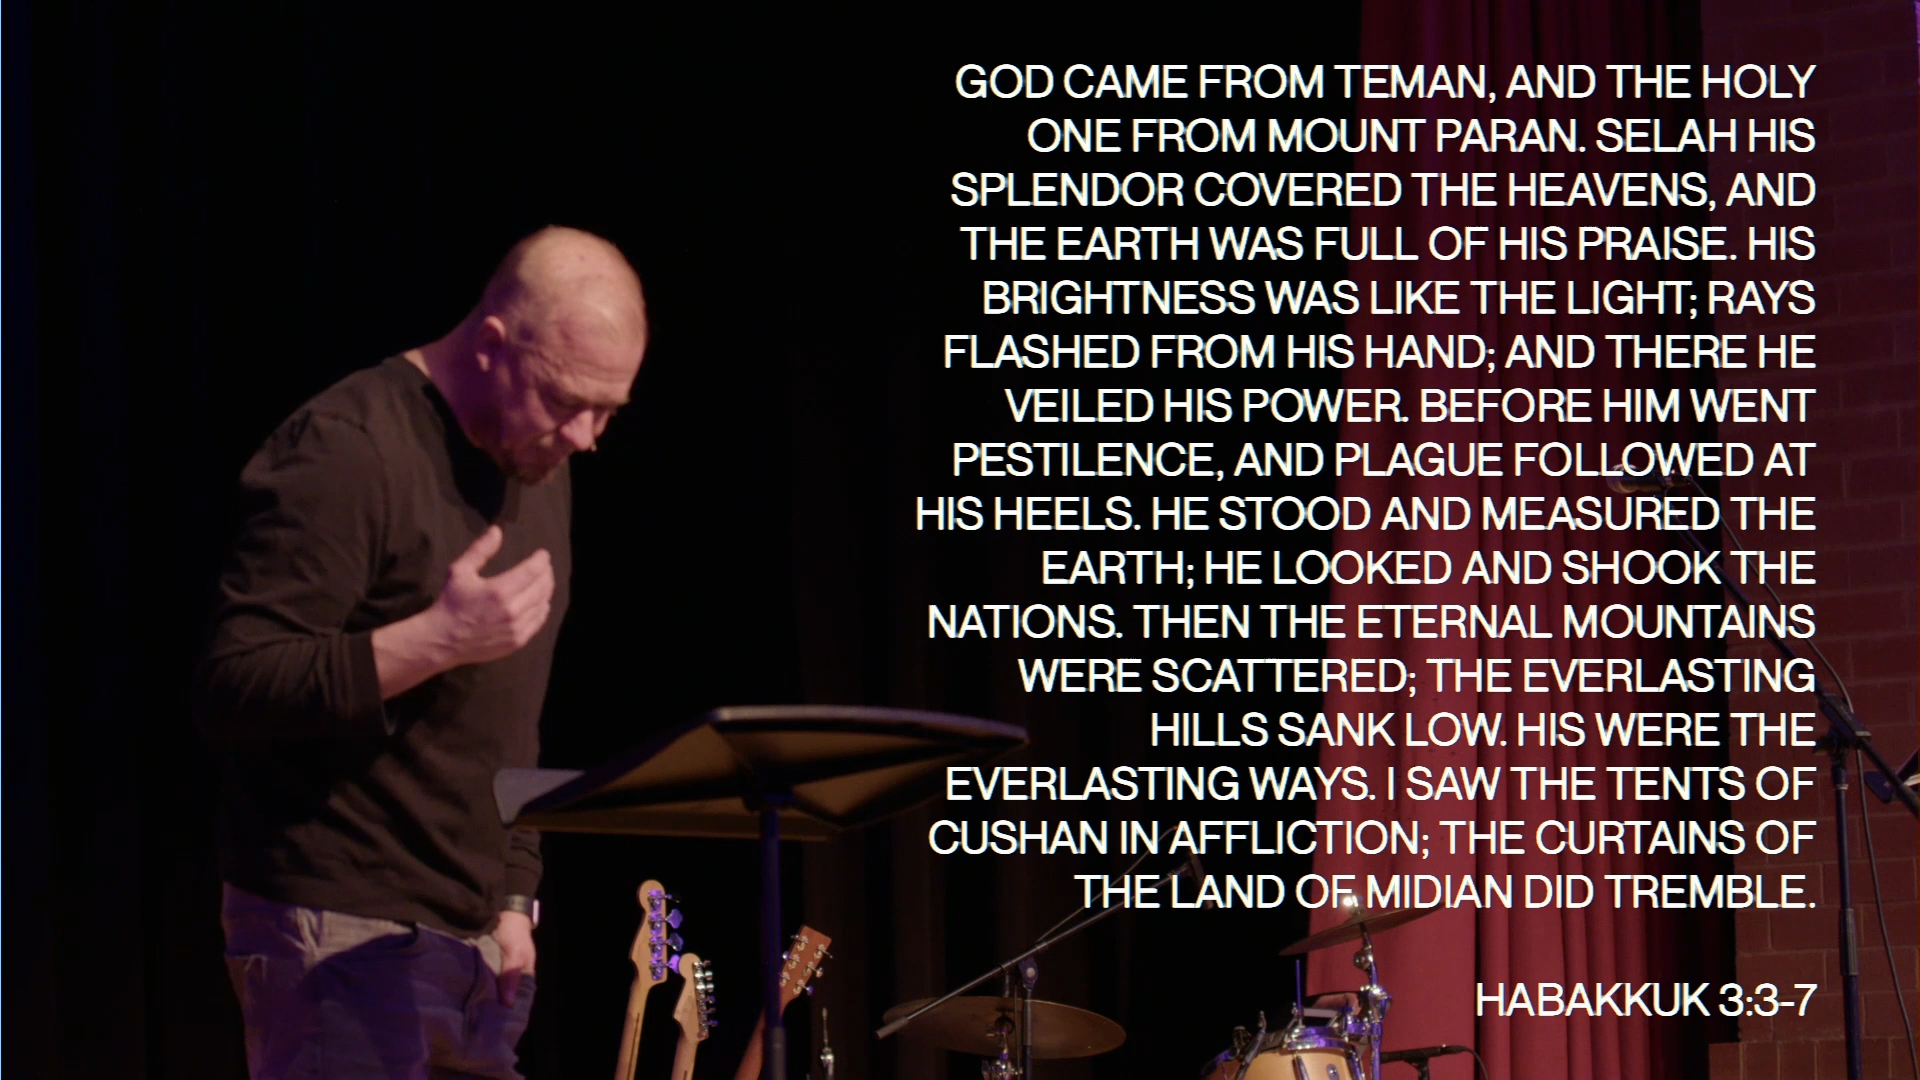 GOD CAME FROM TEMAN, AND THE HOLY
ONE FROM MOUNT PARAN. SELAH HIS
SPLENDOR COVERED THE HEAVENS, AND
THE EARTH WAS FULL OF HIS PRAISE. HIS
BRIGHTNESS WAS LIKE THE LIGHT; RAYS
FLASHED FROM HIS HAND; AND THERE HE
VEILED HIS POWER. BEFORE HIM WENT
PESTILENCE, AND PLAGUE FOLLOWED AT
HIS HEELS. HE STOOD AND MEASURED THE
EARTH; HE LOOKED AND SHOOK THE
NATIONS. THEN THE ETERNAL MOUNTAINS
WERE SCATTERED; THE EVERLASTING
HILLS SANK LOW. HIS WERE THE
EVERLASTING WAYS. I SAW THE TENTS OF
CUSHAN IN AFFLICTION; THE CURTAINS OF
THE LAND OF MIDIAN DID TREMBLE.
HABAKKUK 3:3-7